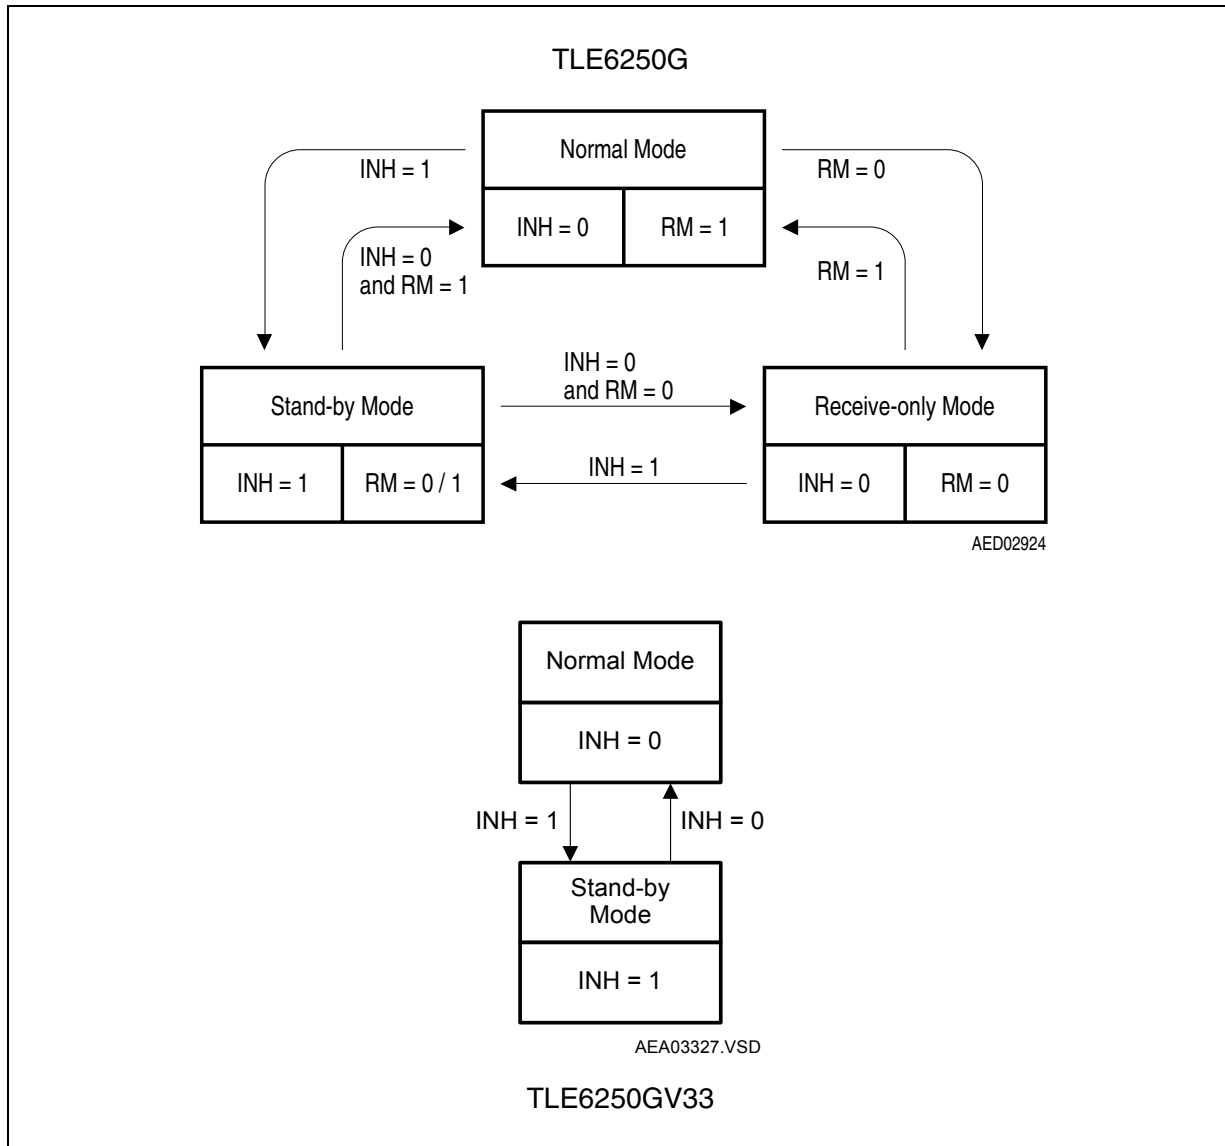 TLE6250G
Normal Mode
INH = 1
RM = 0
INH = 0
RM = 1
INH = 0
and RM = 1
RM = 1
INH = 0
and RM = 0
Stand-by Mode
Receive-only Mode
INH = 1
INH = 1
RM = 0 / 1
INH = 0
RM = 0
AED02924
Normal Mode
INH = 0
INH = 1
INH = 0
Stand-by
Mode
INH = 1
AEA03327.VSD
TLE6250GV33